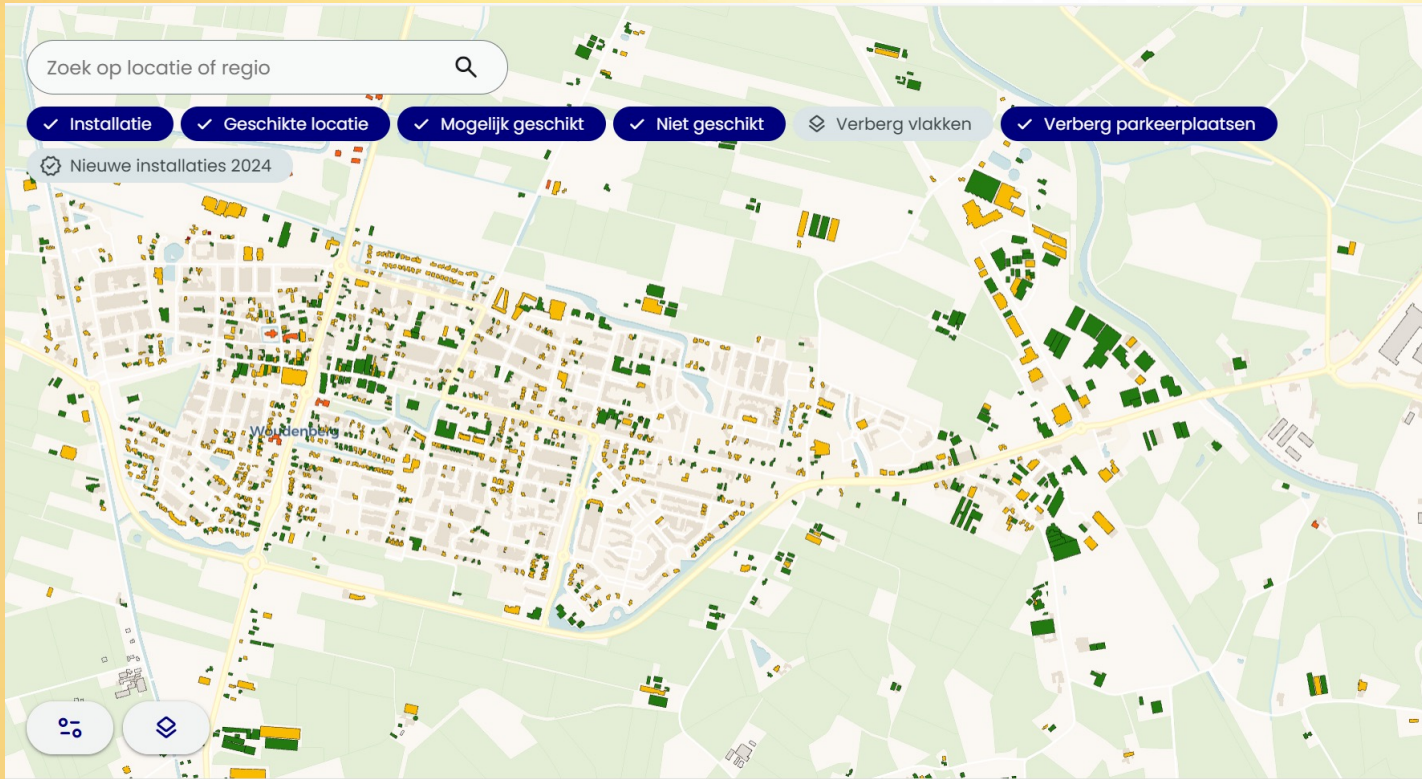 Zoek op locatie of regio
Installatie Geschikte locatie Mogelijk geschikt Niet geschikt Verberg vlakken Verberg parkeerplaatsen
Nieuwe installaties 2024
Woudenberg